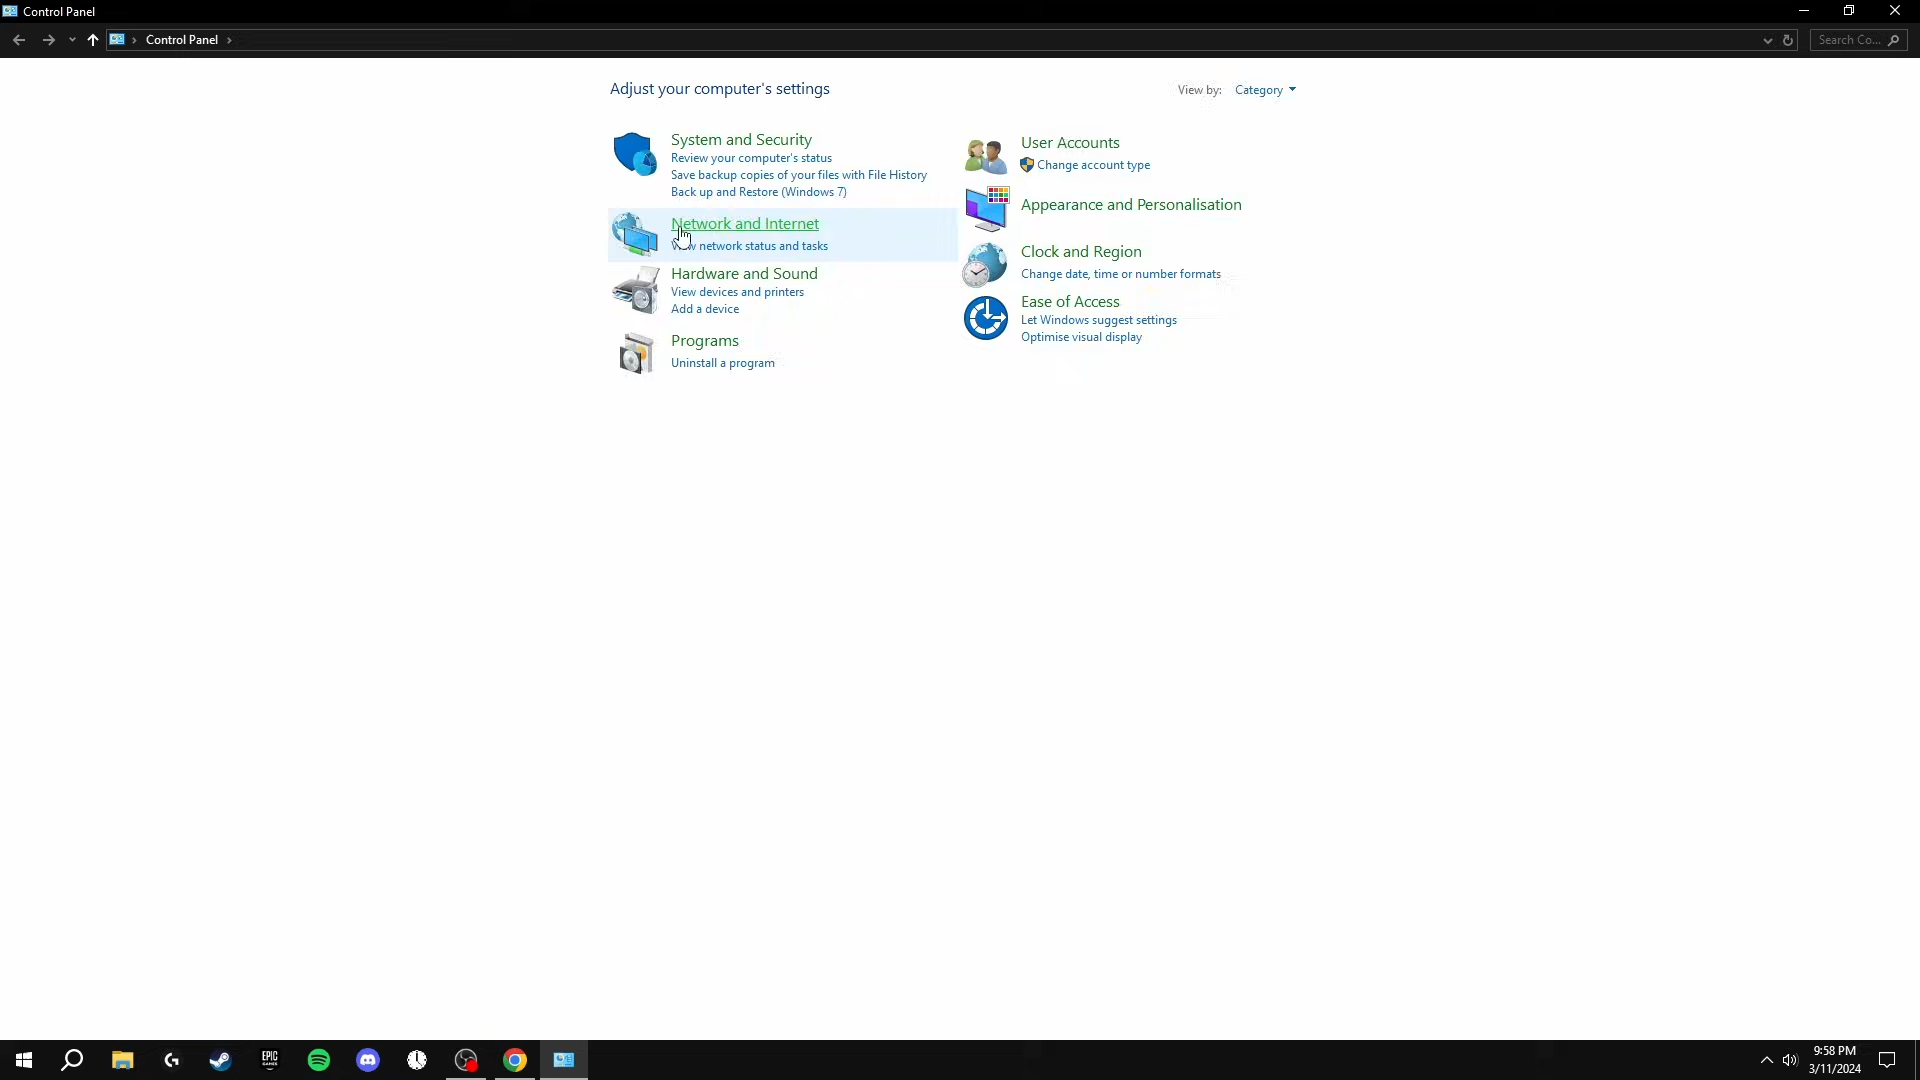 Control Panel
Control Panel
Search Co...
Adjust your computer's settings
View by: Category
System and Security
Review your computer's status
Save backup copies of your files with File History
Back up and Restore (Windows 7)
Network and Internet
network status and tasks
Hardware and Sound
View devices and printers
Add a device
Programs
Uninstall a program
User Accounts
Change account type
Appearance and Personalisation
Clock and Region
Change date, time or number formats
Ease of Access
Let Windows suggest settings
Optimise visual display
EPIC
GAMES
9:58 PM
3/11/2024